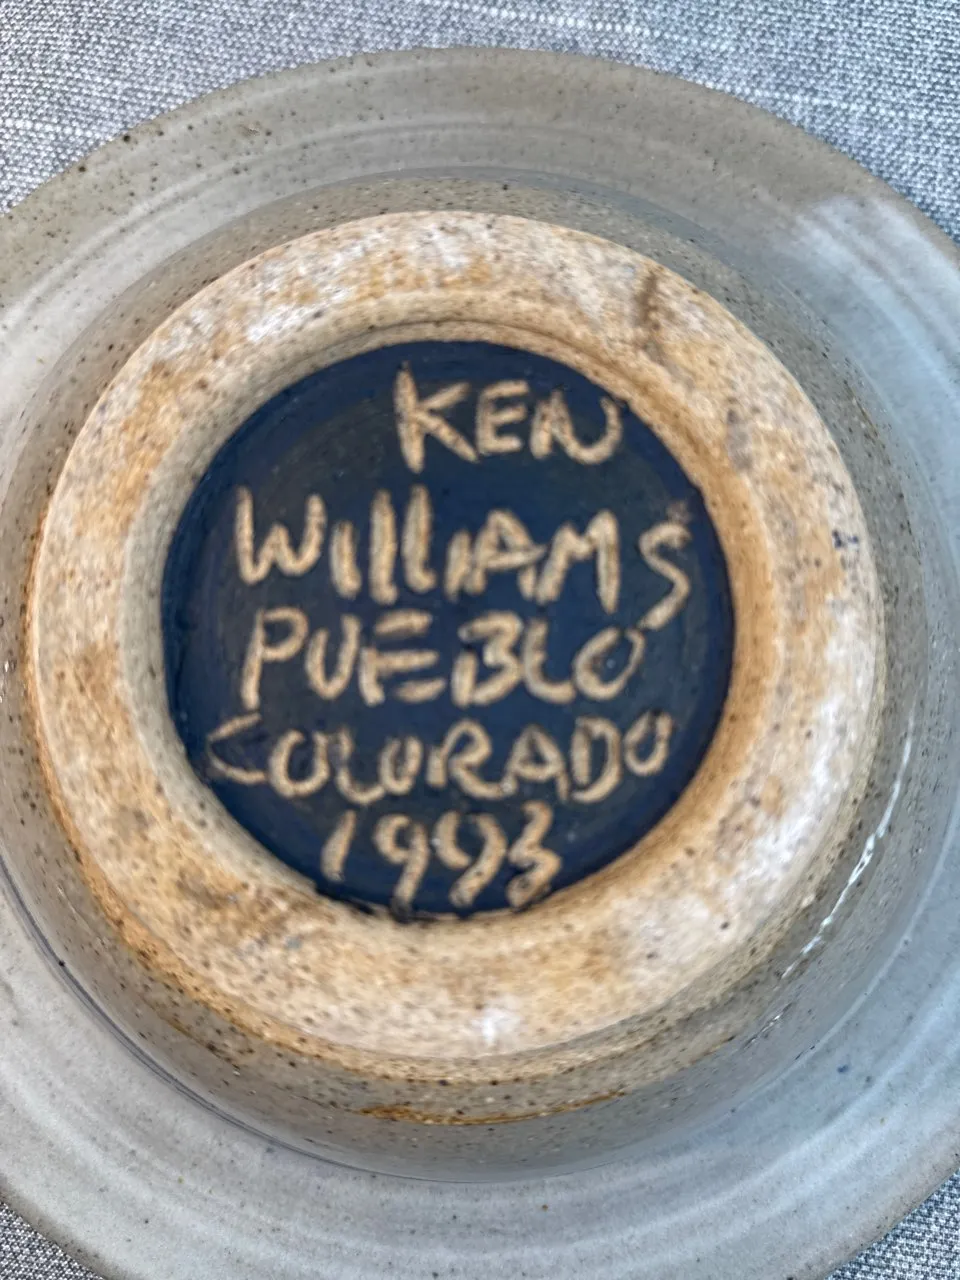 KEN
WILLIAMS
PUEBLO
COLORADO
1993